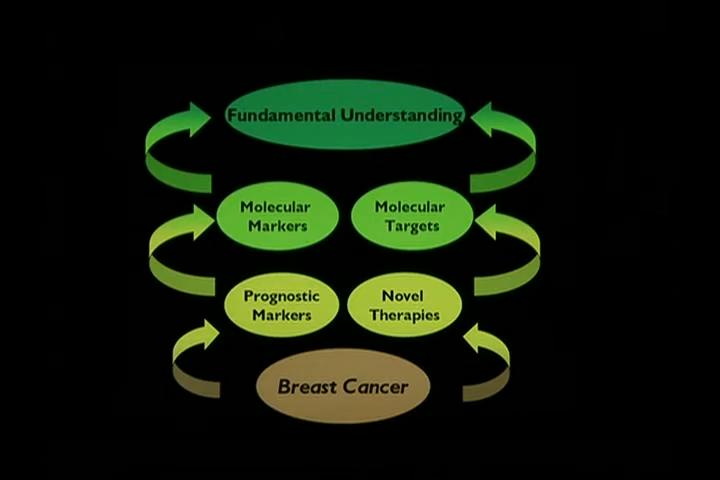 Fundamental Understanding
Molecular
Markers
Molecular
Targets
Prognostic
Markers
Novel
Therapies
Breast Cancer